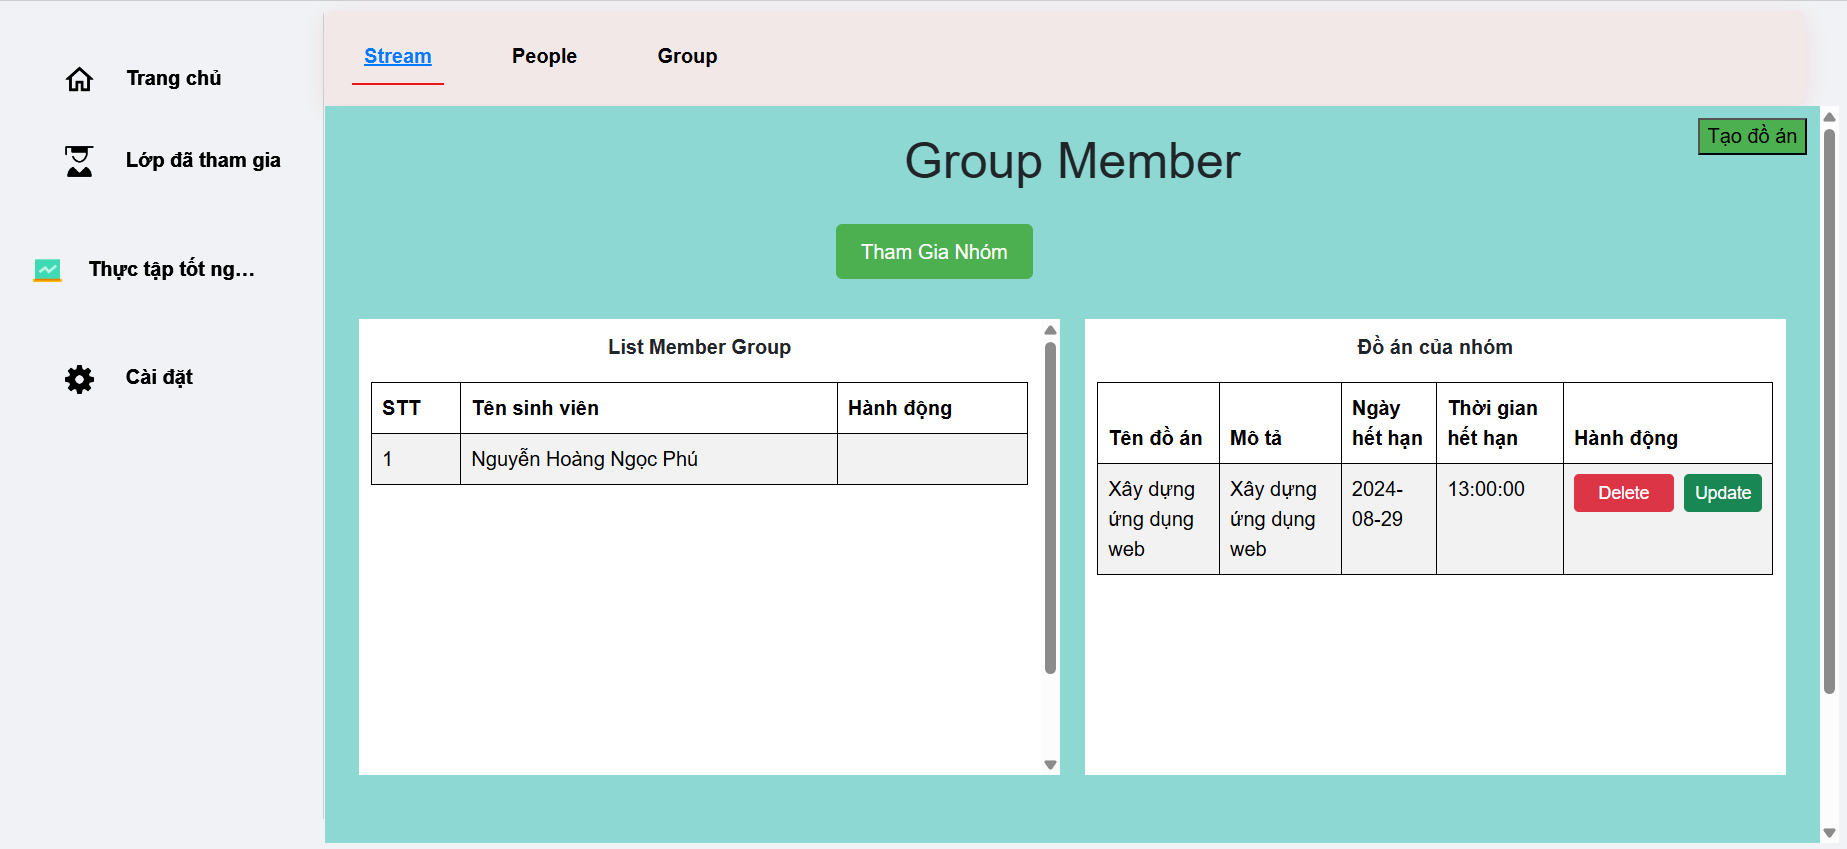 Trang chủ
Lớp đã tham gia
Thực tập tốt ng...
Cài đặt
Stream
People
Group
Tạo đồ án
Group Member
Tham Gia Nhóm
List Member Group
STT
Tên sinh viên
Hành động
1
Nguyễn Hoàng Ngọc Phú
Đồ án của nhóm
Tên đồ án
Mô tả
Ngày
hết hạn
Thời gian
hết hạn
Hành động
Xây dựng
ứng dụng
web
Xây dựng
ứng dụng
web
2024-
08-29
13:00:00
Delete
Update